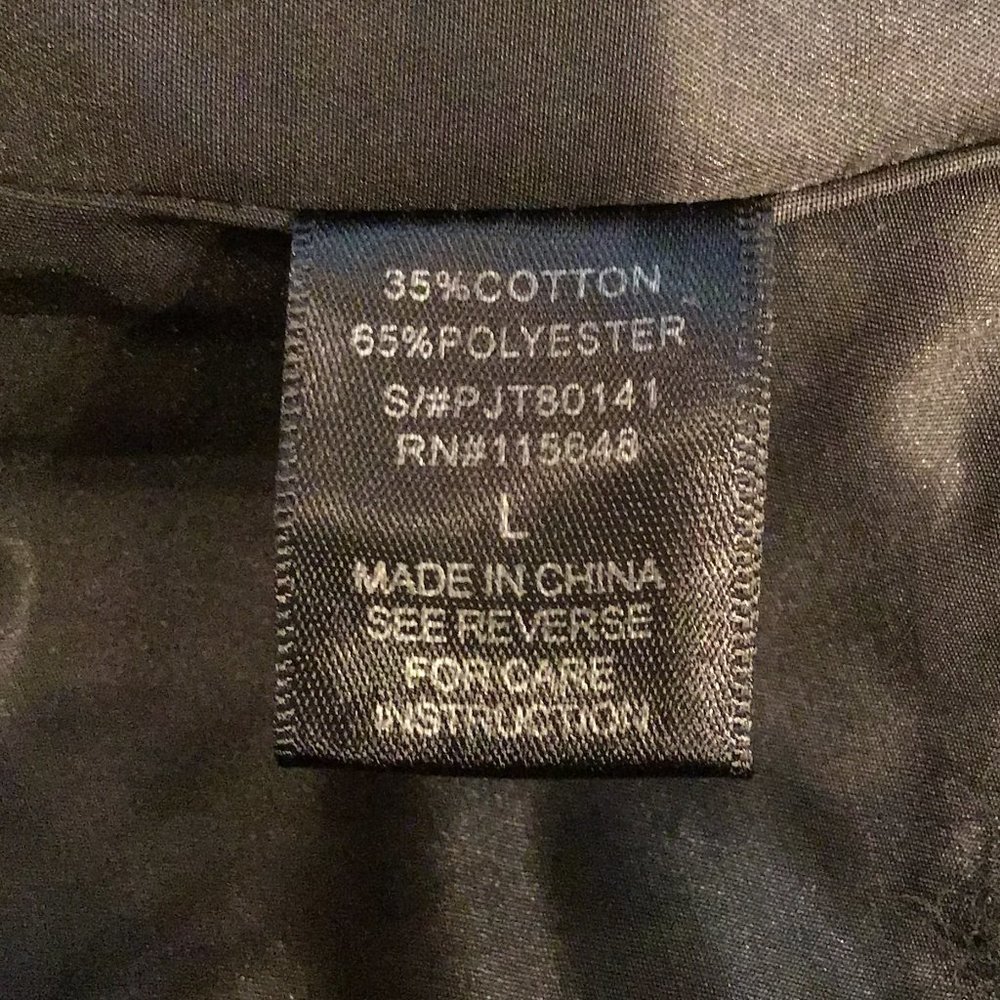 35%COTTON
65%POLYESTER
S/#PJT80141
RN#115648
L
MADE IN CHINA
SEE REVERSE
FOR CARE
INSTRUCTION